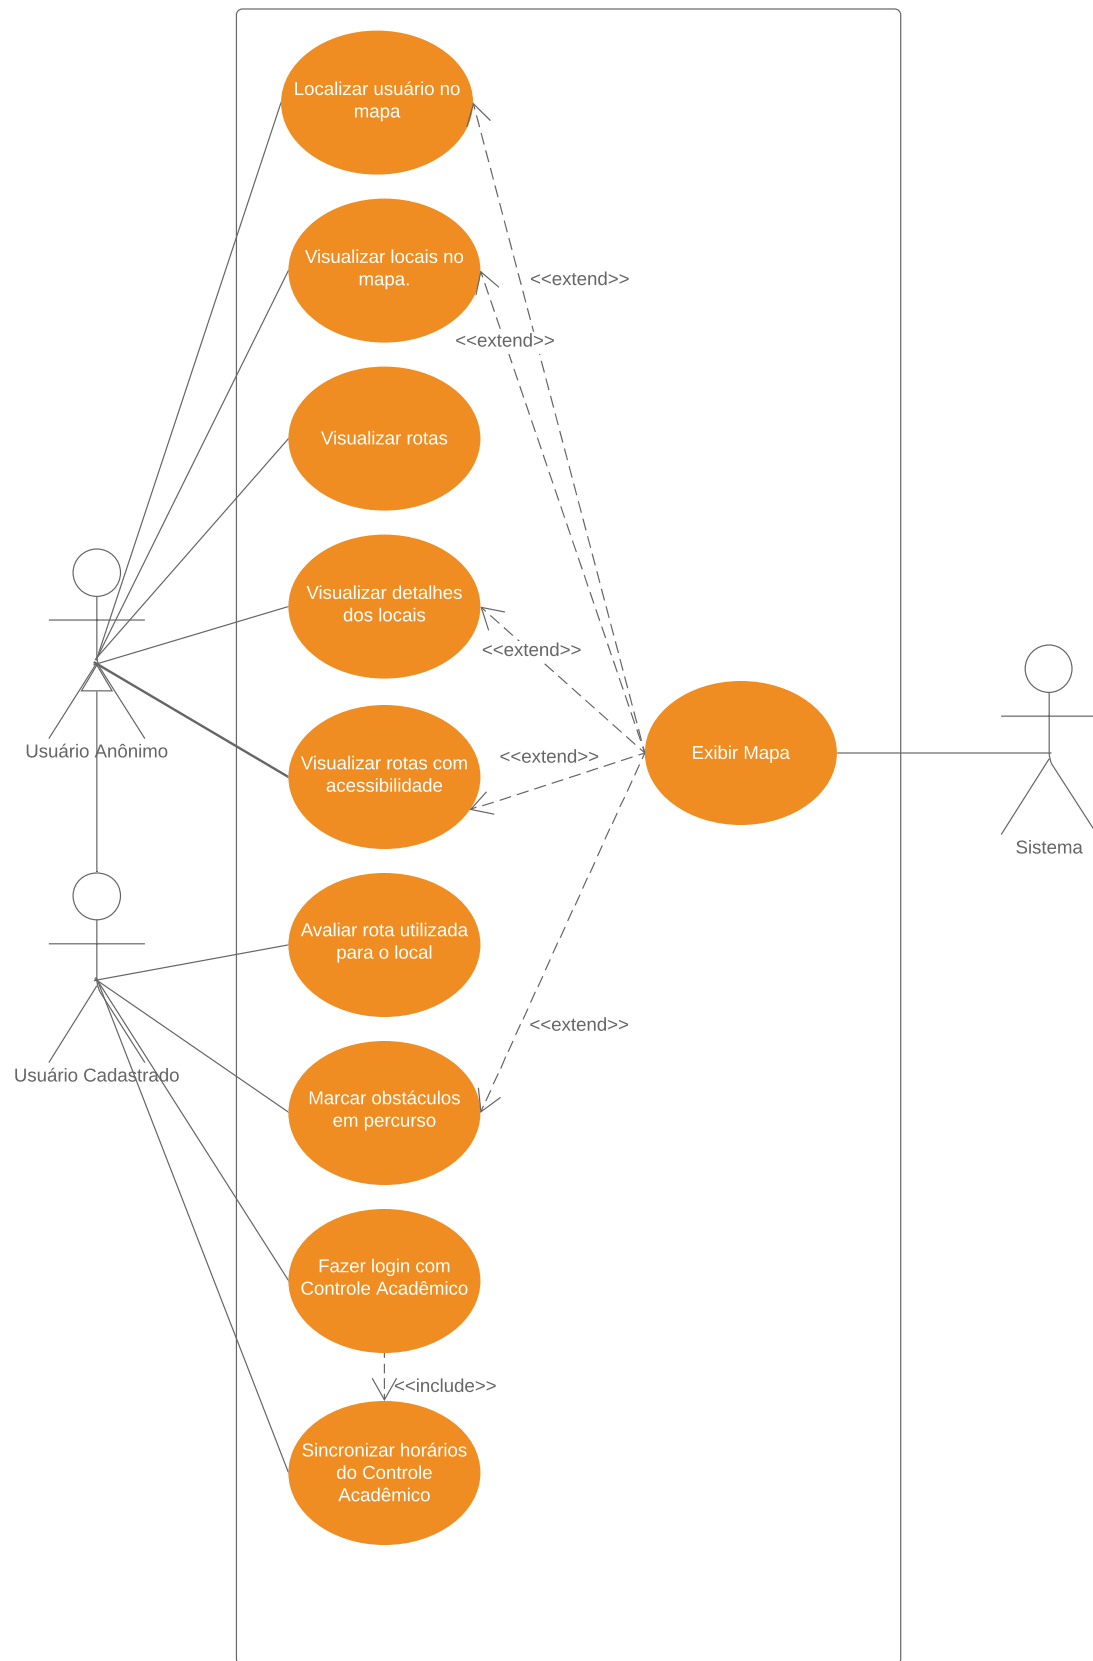 Localizar usuário no
mapa
Visualizar locais no
mapa.
<<extend>>
<<extend>>
Visualizar rotas
Visualizar detalhes
dos locais
<<extend>>
Usuário Anônimo
Visualizar rotas com
acessibilidade
<<extend>>
Exibir Mapa
Sistema
Avaliar rota utilizada
para o local
<<extend>>
Usuário Cadastrado
Marcar obstáculos
em percurso
Fazer login com
Controle Acadêmico
<<include>>
Sincronizar horários
do Controle
Acadêmico